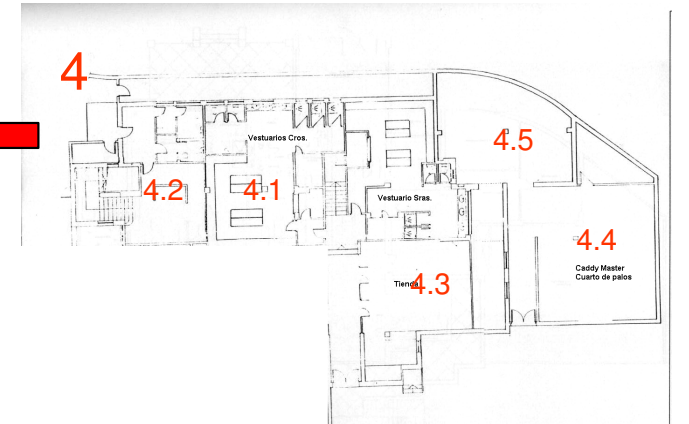 4
Vestuarios Cros.
4.5
4.2
4.1
Vestuario Sras.
4.4
Caddy Master
Cuarto de palos
Tienda
4.3